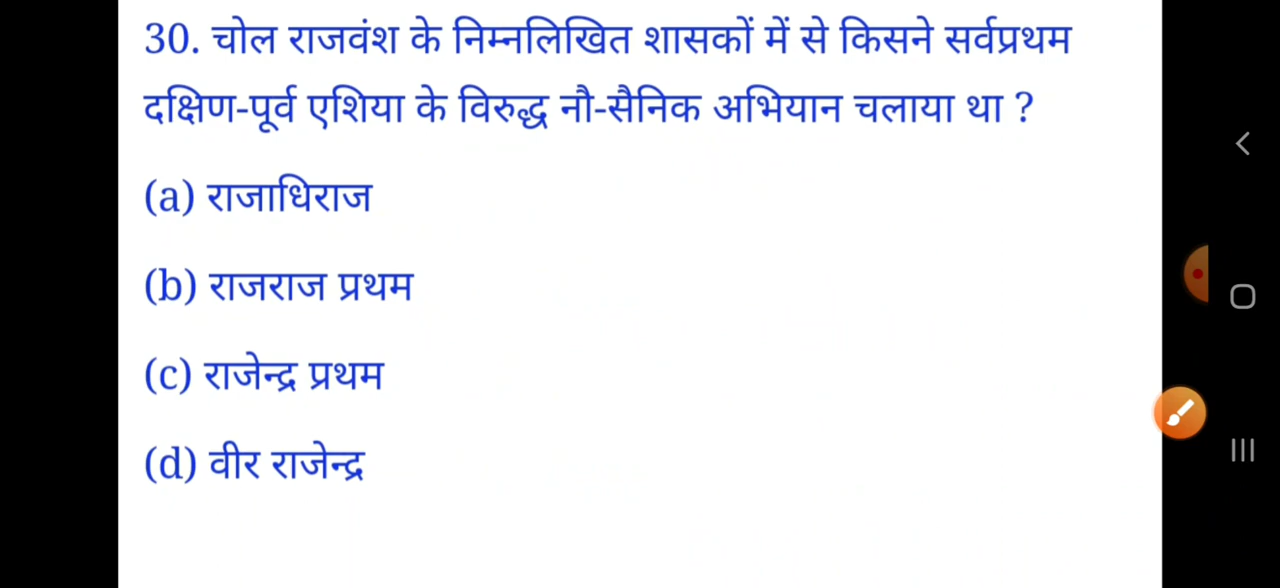 30. चोल राजवंश के निम्नलिखित शासकों में से किसने सर्वप्रथम
दक्षिण-पूर्व एशिया के विरुद्ध नौ-सैनिक अभियान चलाया था ?
(a) राजाधिराज
(b) राजराज प्रथम
(c) राजेन्द्र प्रथम
(d) वीर राजेन्द्र